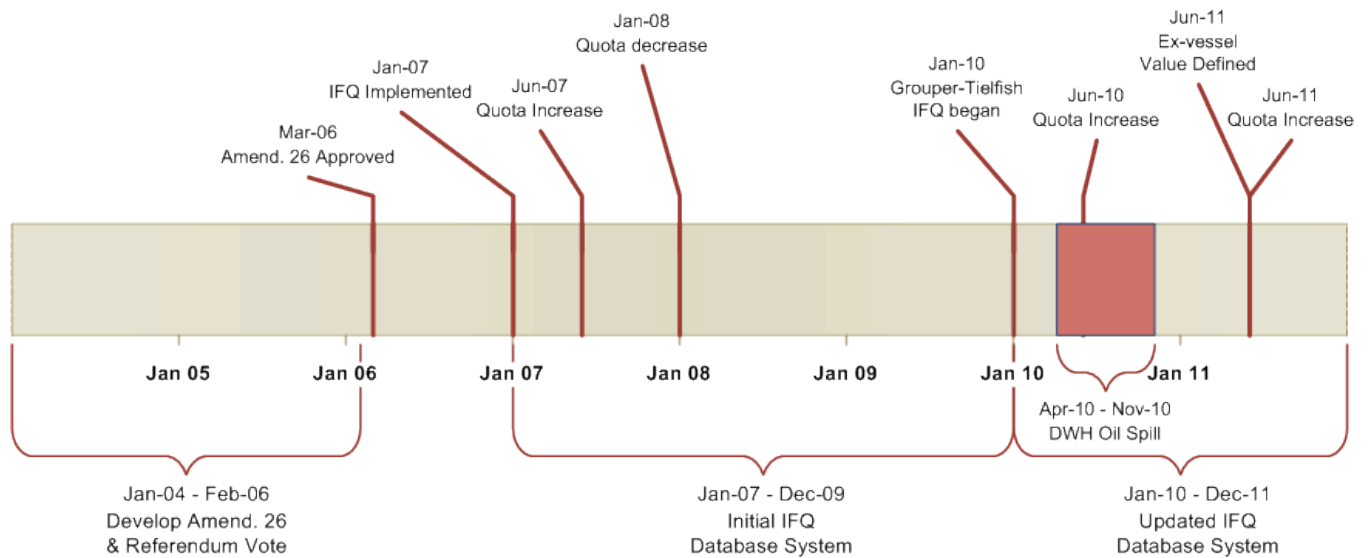 Jan-08
Quota decrease
Jun-11
Ex-vessel
Value Defined
Jan-07
IFQ Implemented
Jan-10
Grouper-Tielfish
IFQ began
Jun-07
Quota Increase
Jun-10
Quota Increase
Jun-11
Quota Increase
Mar-06
Amend. 26 Approved
Jan 05
Jan 06
Jan 07
Jan 08
Jan 09
Jan 10
Jan 11
Apr-10 - Nov-10
DWH Oil Spill
Jan-04 - Feb-06
Develop Amend. 26
& Referendum Vote
Jan-07 - Dec-09
Initial IFQ
Database System
Jan-10 - Dec-11
Updated IFQ
Database System